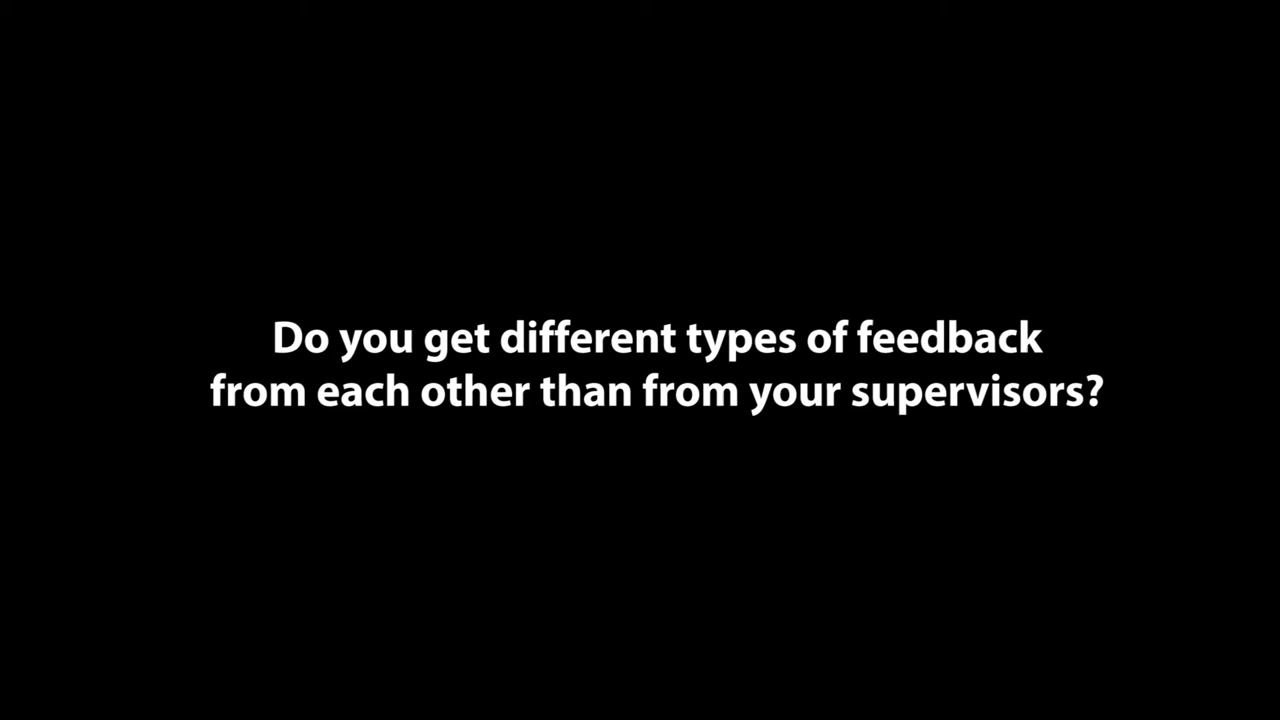 Do you get different types of feedback
from each other than from your supervisors?